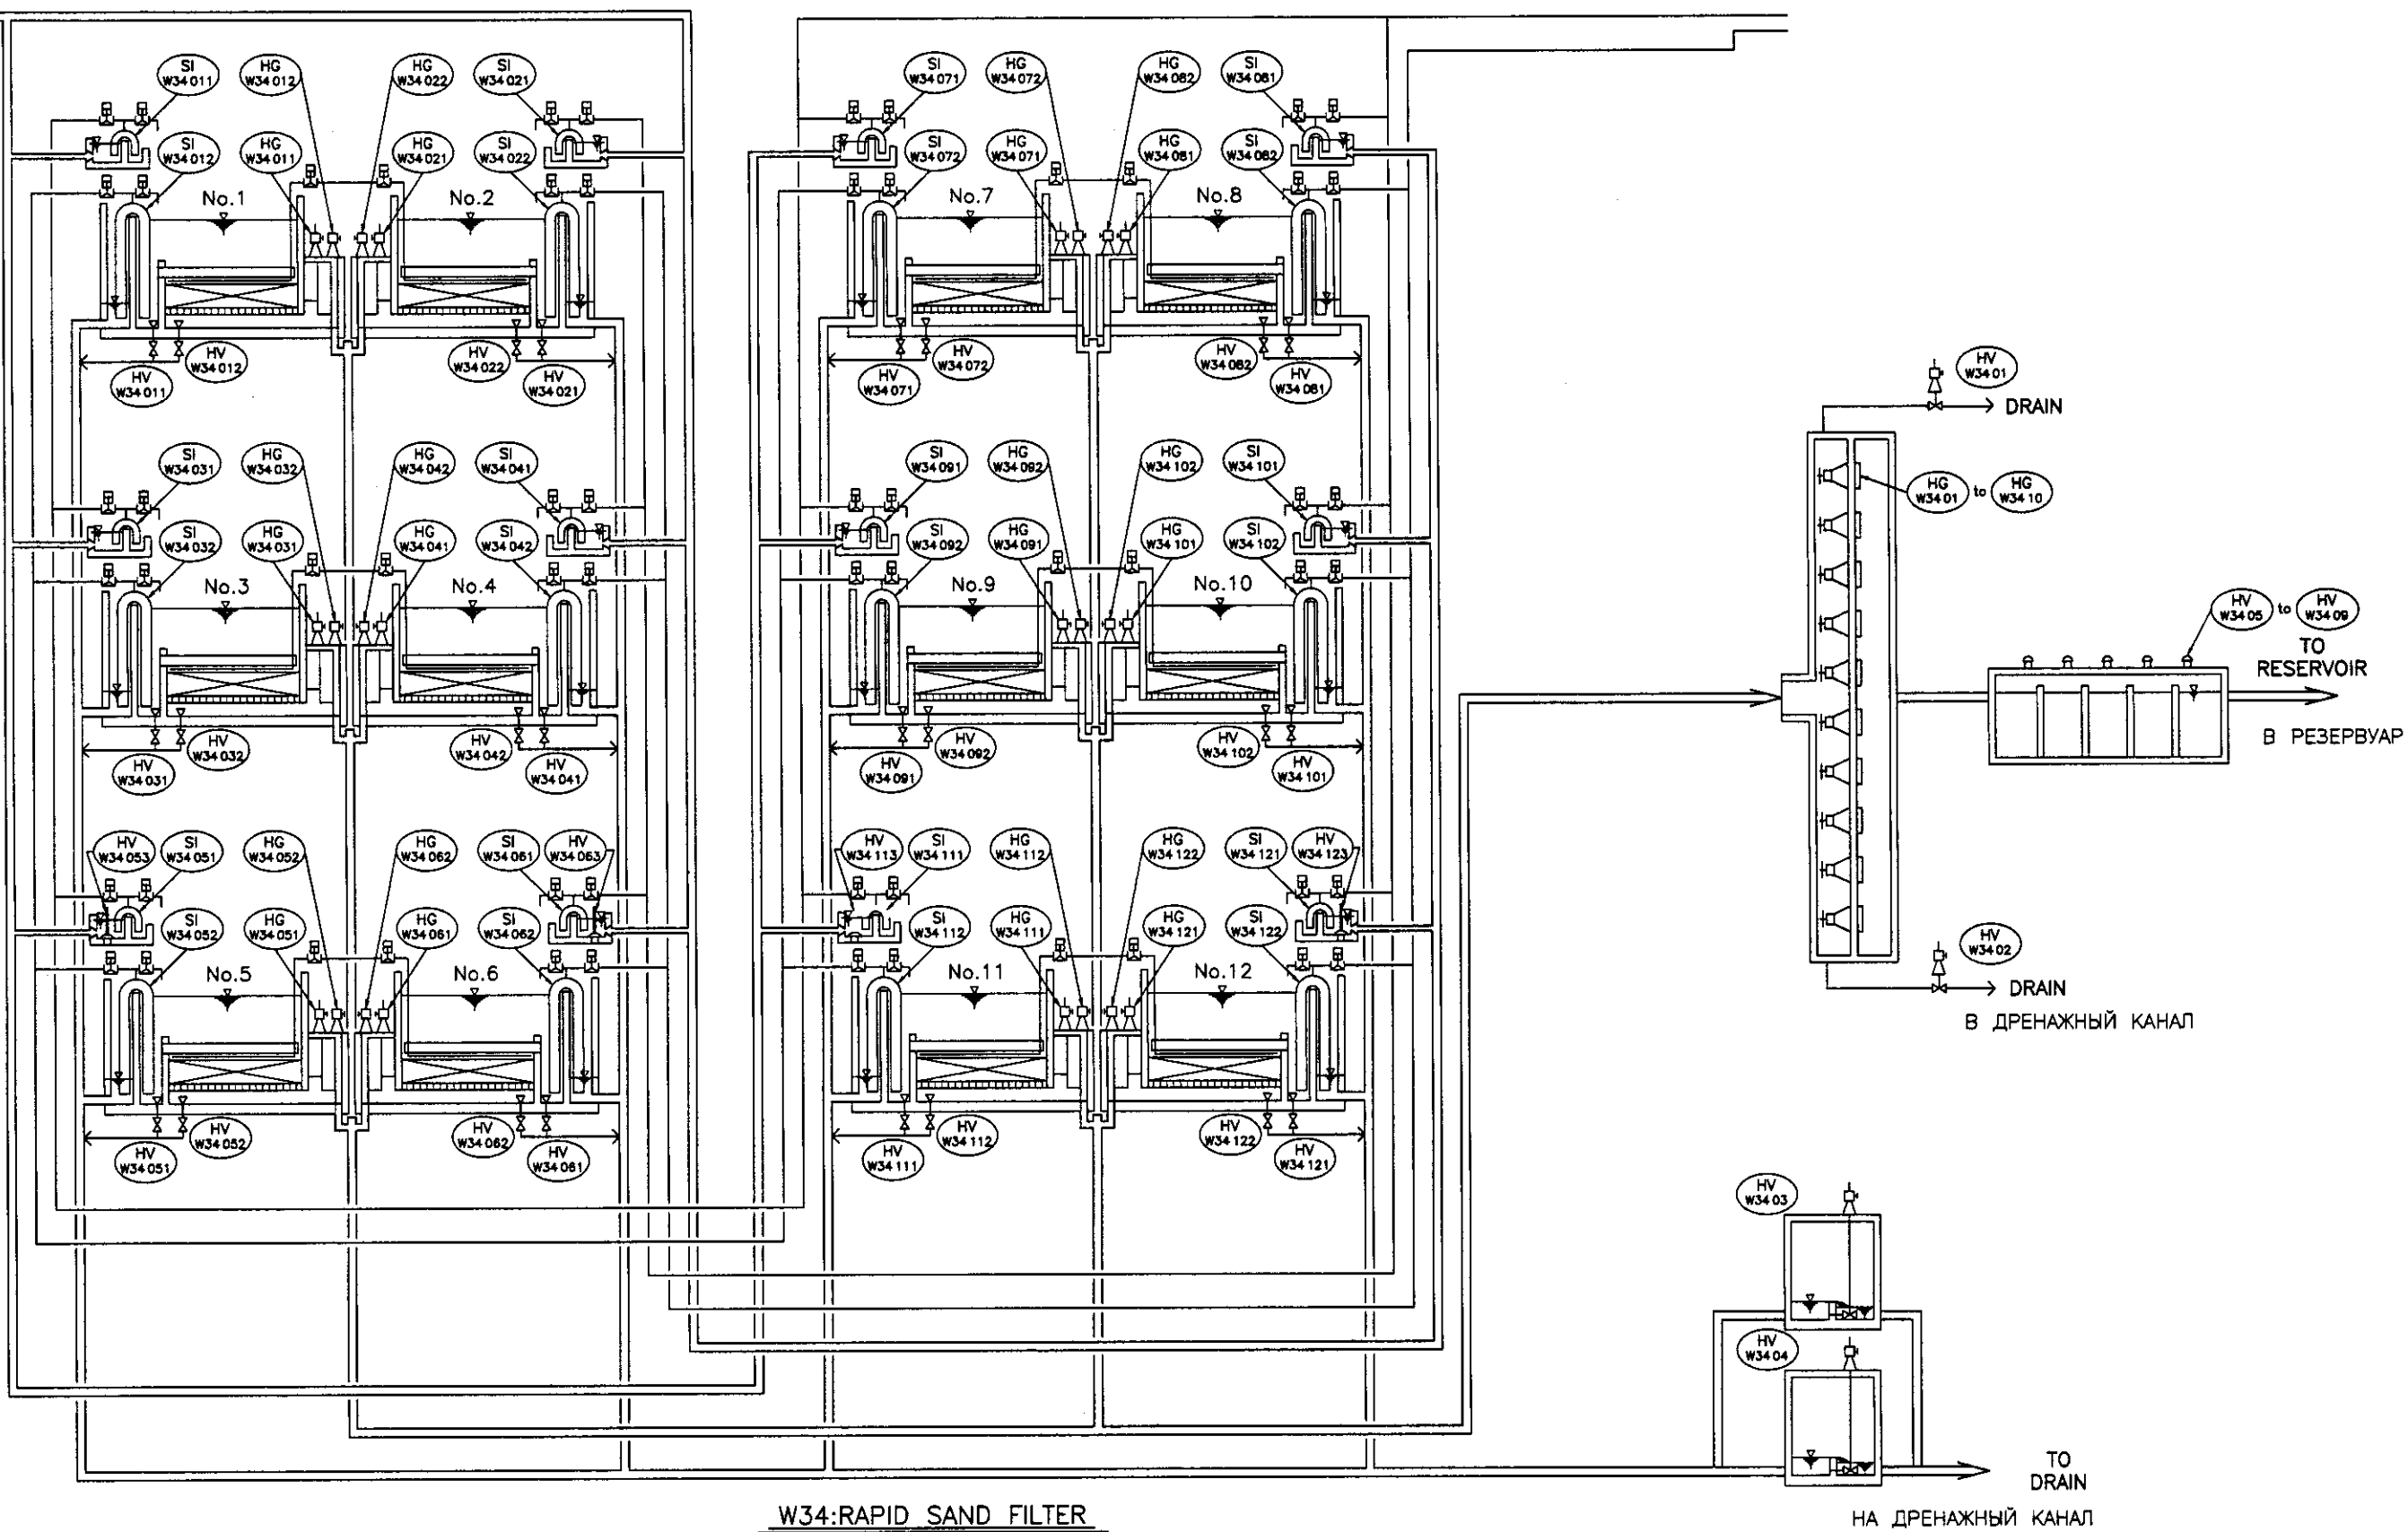 SI
W34 011
HG
W34 012
HG
W34 022
SI
W34 021
SI
W34 012
HG
W34 011
HG
W34 021
SI
W34 022
No.1
No.2
HV
W34 011
HV
W34 012
HV
W34 022
HV
W34 021
SI
W34 071
HG
W34 072
HG
W34 082
SI
W34 081
SI
W34 072
HG
W34 071
HG
W34 081
SI
W34 082
No.7
No.8
HV
W34 071
HV
W34 072
HV
W34 082
HV
W34 081
SI
W34 031
HG
W34 032
HG
W34 042
SI
W34 041
SI
W34 032
HG
W34 031
HG
W34 041
SI
W34 042
No.3
No.4
HV
W34 031
HV
W34 032
HV
W34 042
HV
W34 041
SI
W34 091
HG
W34 092
HG
W34 102
SI
W34 101
SI
W34 092
HG
W34 091
HG
W34 101
SI
W34 102
No.9
No.10
HV
W34 091
HV
W34 092
HV
W34 102
HV
W34 101
HV
W34 053
SI
W34 051
HG
W34 052
HG
W34 062
SI
W34 061
HV
W34 063
SI
W34 052
HG
W34 051
HG
W34 061
SI
W34 062
No.5
No.6
HV
W34 051
HV
W34 052
HV
W34 062
HV
W34 061
HV
W34 113
SI
W34 111
HG
W34 112
HG
W34 122
SI
W34 121
HV
W34 123
SI
W34 112
HG
W34 111
HG
W34 121
SI
W34 122
No.11
No.12
HV
W34 111
HV
W34 112
HV
W34 122
HV
W34 121
HV
W34 01
DRAIN
HG
W34 01
to
HG
W34 10
HV
W34 05
to
HV
W34 09
TO
RESERVOIR
В РЕЗЕРВУАР
HV
W34 02
DRAIN
В ДРЕНАЖНЫЙ КАНАЛ
HV
W34 03
HV
W34 04
TO
DRAIN
НА ДРЕНАЖНЫЙ КАНАЛ
W34:RAPID SAND FILTER